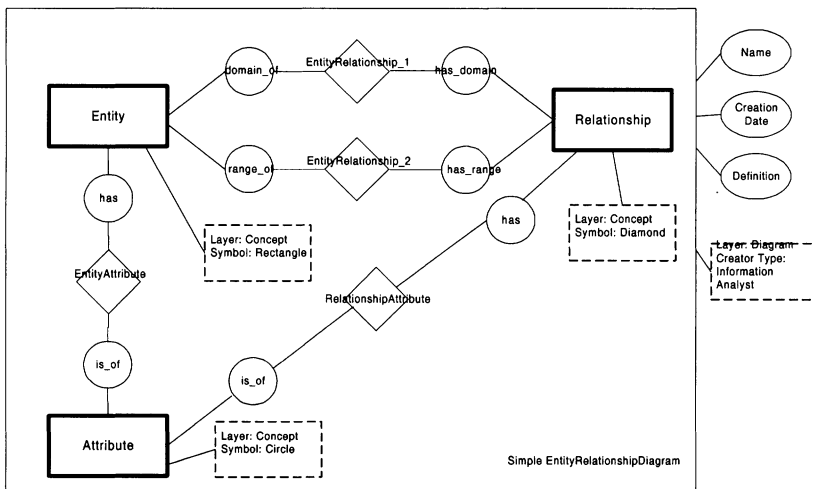 EntityRelationship_1
domain_of
has_domain
Name
Entity
Relationship
Creation
Date
range_of
EntityRelationship_2
has_range
Definition
has
has
Layer: Concept
Symbol: Rectangle
Layer: Concept
Symbol: Diamond
Layer: Diagram
Creator Type:
Information
Analyst
EntityAttribute
RelationshipAttribute
is_of
is_of
Attribute
Layer: Concept
Symbol: Circle
Simple EntityRelationshipDiagram